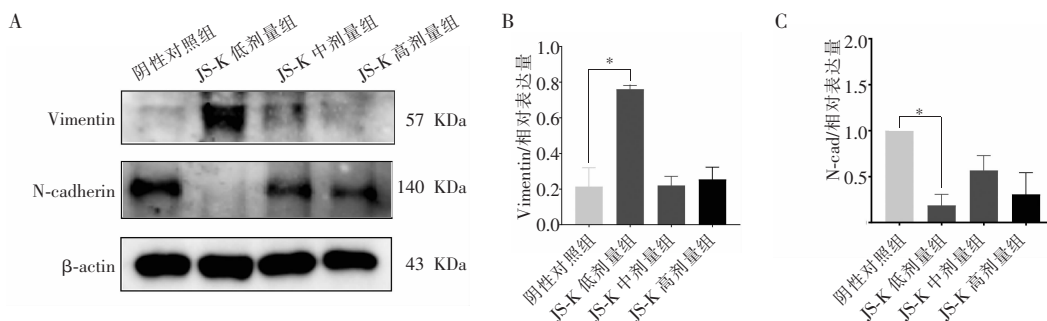 A
阴性对照组
JS-K 低剂量组
JS-K 中剂量组
JS-K 高剂量组
Vimentin
57 KDa
N-cadherin
140 KDa
β-actin
43 KDa
B
Vimentin/相对表达量
1.0
0.8
0.6
0.4
0.2
0.0
*
阴性对照组
JS-K 低剂量组
JS-K 中剂量组
JS-K 高剂量组
C
N-cad/相对表达量
2.0
1.5
1.0
0.5
0.0
*
阴性对照组
JS-K 低剂量组
JS-K 中剂量组
JS-K 高剂量组